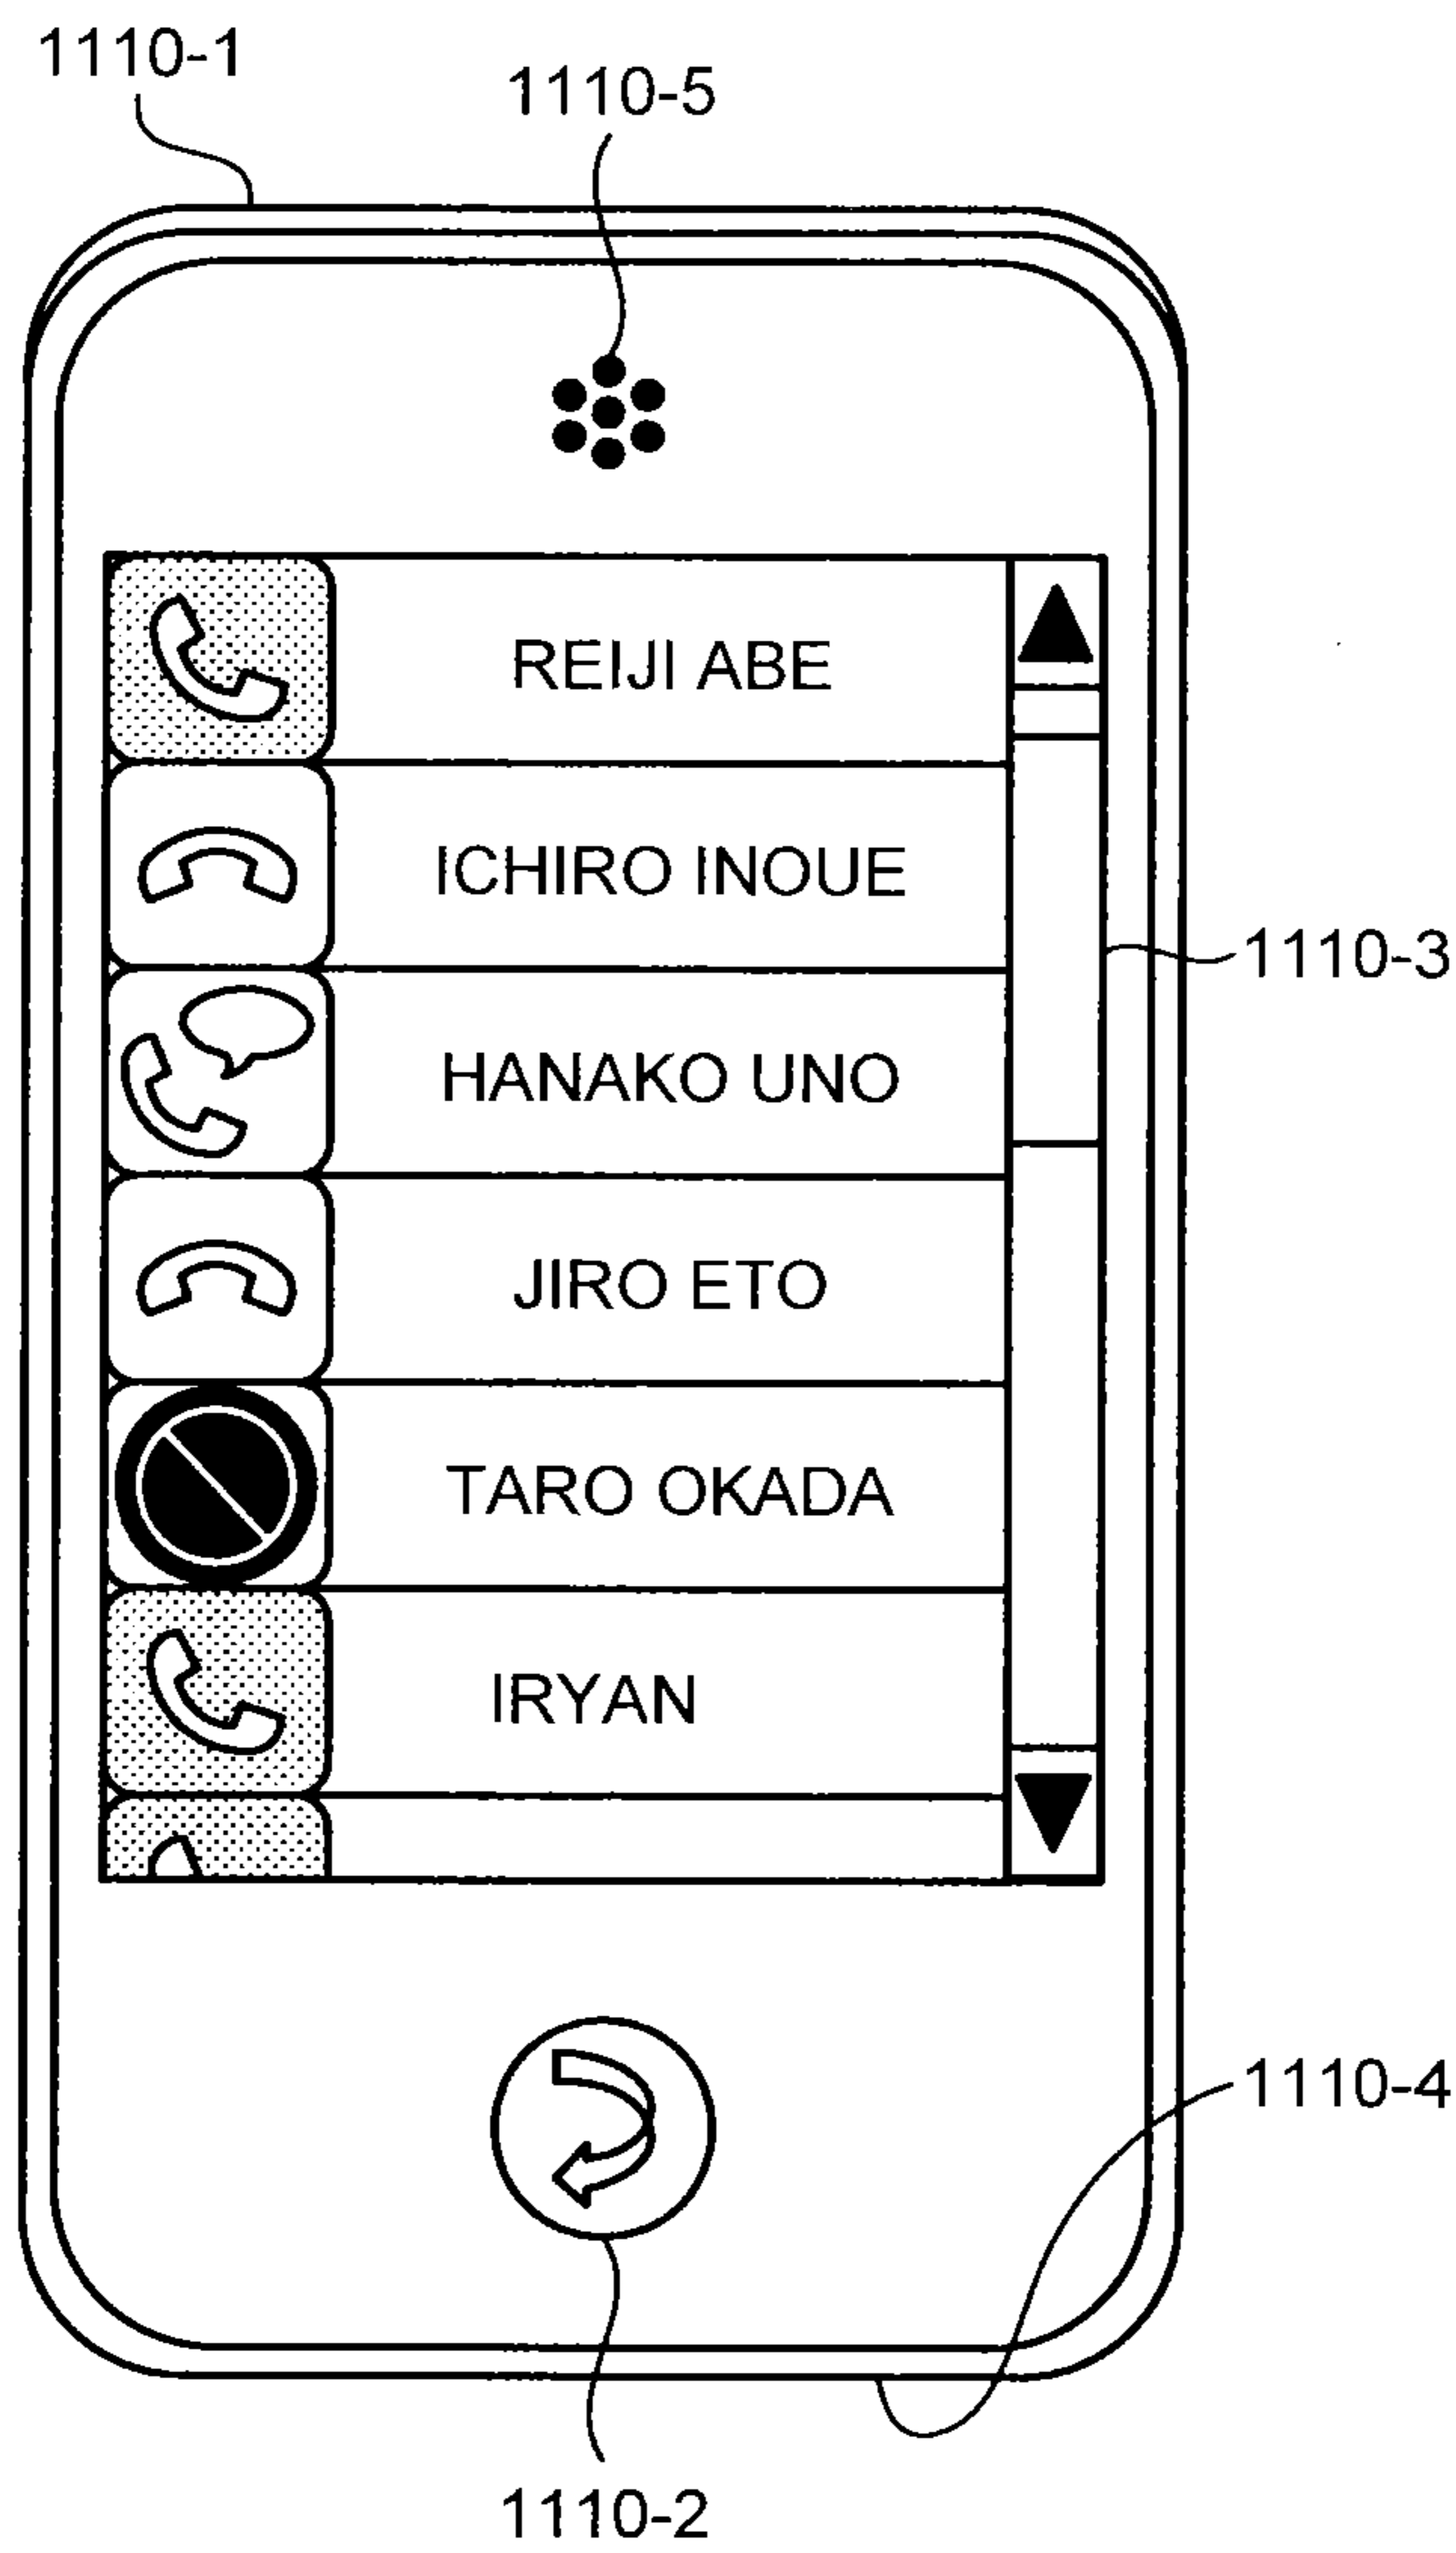 1110-1
1110-5
REIJI ABE
ICHIRO INOUE
1110-3
HANAKO UNO
JIRO ETO
TARO OKADA
IRYAN
1110-4
1110-2